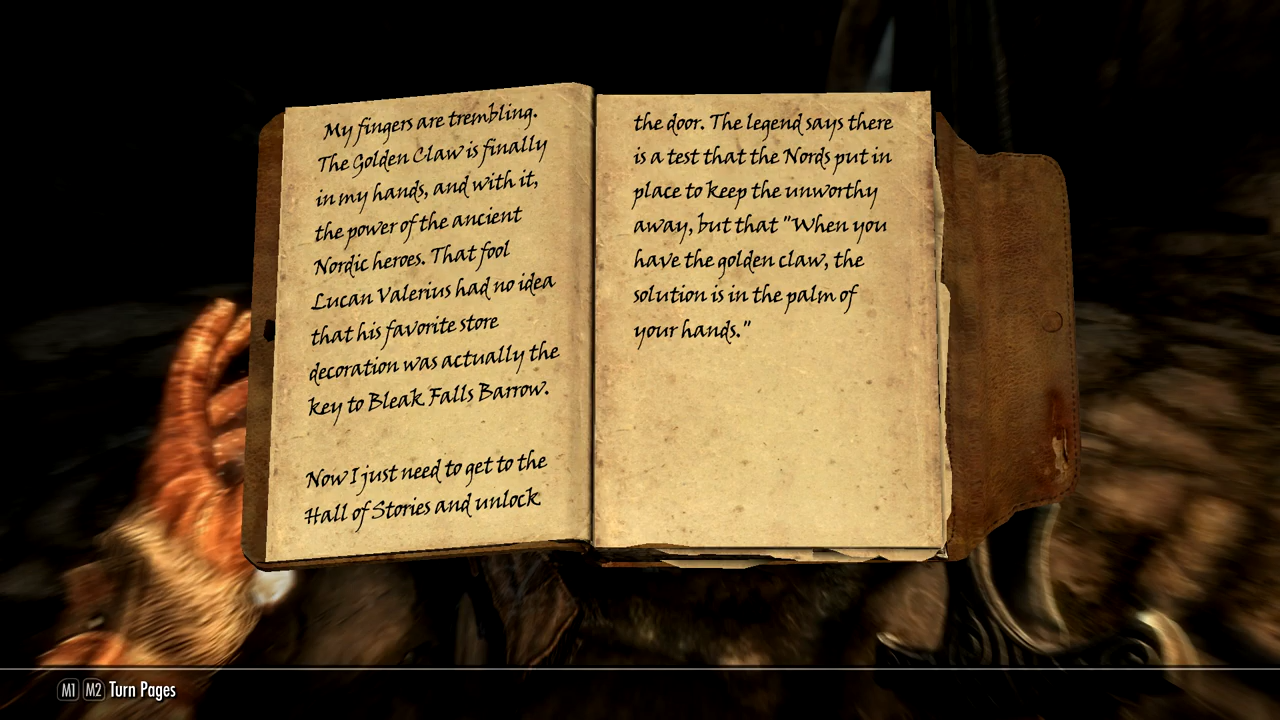 My fingers are trembling.
The Golden Claw is finally
in my hands, and with it,
the power of the ancient
Nordic heroes. That fool
Lucan Valerius had no idea
that his favorite store
decoration was actually the
key to Bleak Falls Barrow.
Now I just need to get to the
Hall of Stories and unlock
the door. The legend says there
is a test that the Nords put in
place to keep the unworthy
away, but that "When you
have the golden claw, the
solution is in the palm of
your hands."
M1 M2 Turn Pages